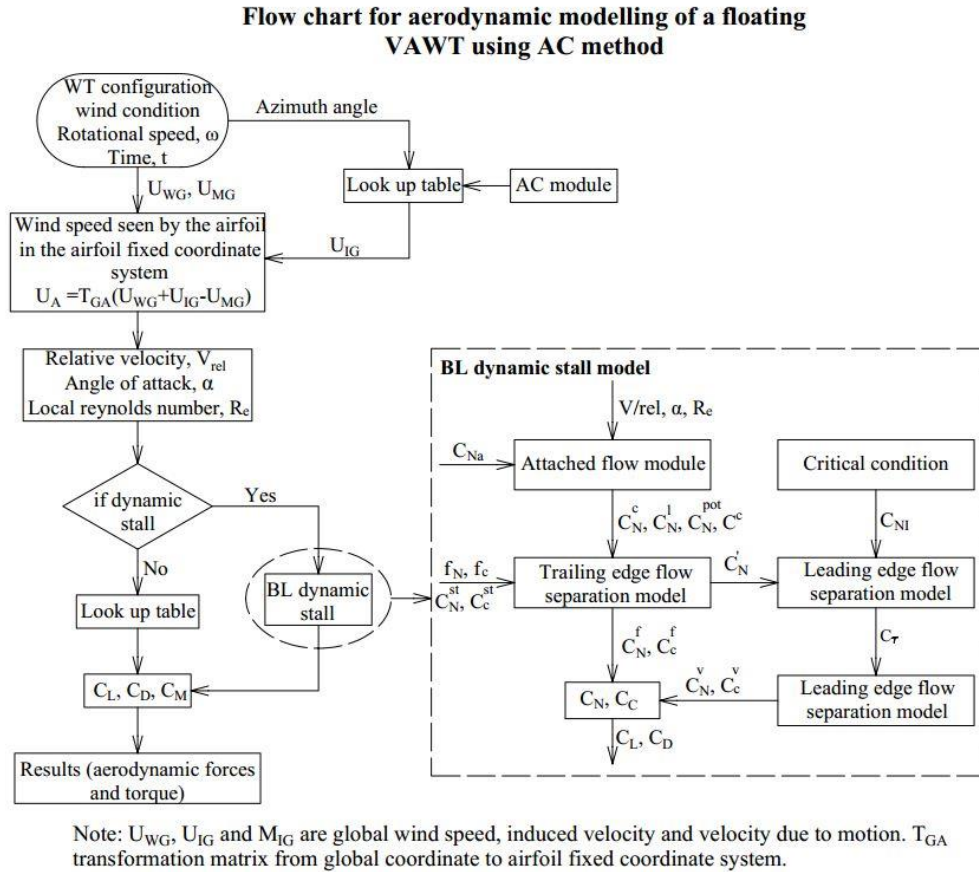 Flow chart for aerodynamic modelling of a floating
VAWT using AC method
WT configuration
wind condition
Rotational speed, ω
Time, t
Azimuth angle
Look up table
AC module
U_WG, U_MG
U_IG
Wind speed seen by the airfoil
in the airfoil fixed coordinate
system
U_A =T_GA(U_WG+U_IG-U_MG)
Relative velocity, V_rel
Angle of attack, α
Local reynolds number, R_e
if dynamic
stall
Yes
No
Look up table
BL dynamic
stall
C_L, C_D, C_M
Results (aerodynamic forces
and torque)
BL dynamic stall model
V/rel, α, R_e
C_Na
Attached flow module
Critical condition
C_N^c, C_N^l, C_N^pot, C^c
C_NI
f_N, f_c
C_N^st, C_c^st
Trailing edge flow
separation model
C_N^'
Leading edge flow
separation model
C_N^f, C_c^f
C_τ
C_N, C_C
C_N^v, C_c^v
Leading edge flow
separation model
C_L, C_D
Note: U_WG, U_IG and M_IG are global wind speed, induced velocity and velocity due to motion. T_GA
transformation matrix from global coordinate to airfoil fixed coordinate system.